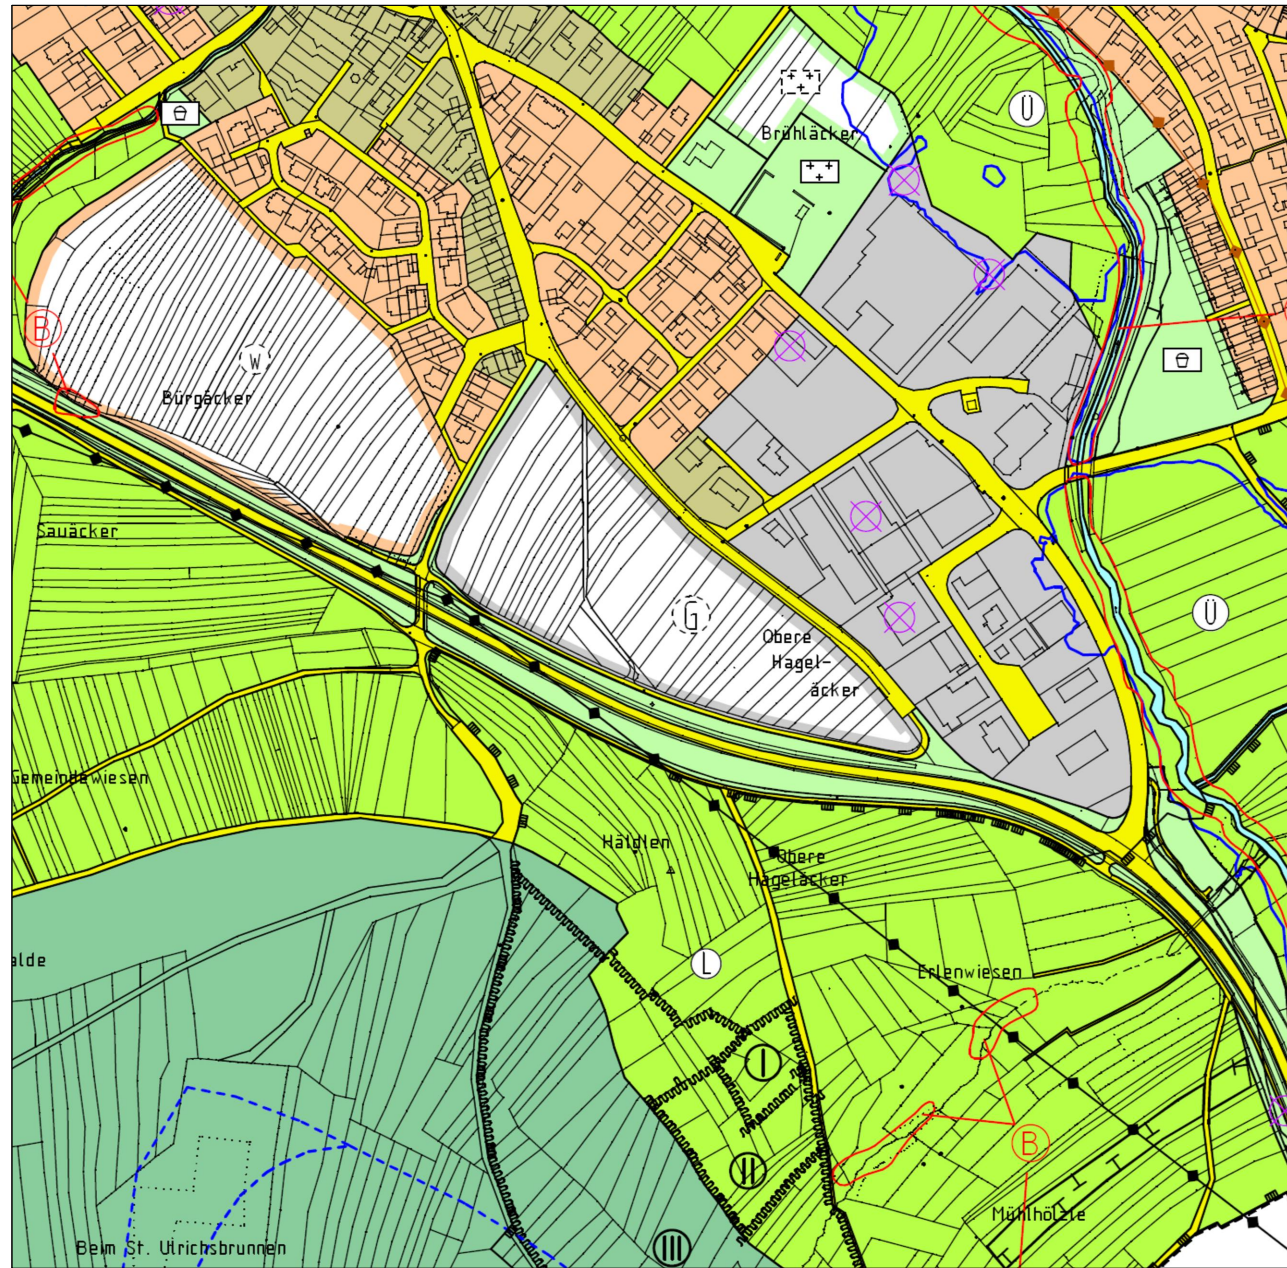 Brühläcker
Ü
B
W
Bürgäcker
Sauäcker
G
Ü
Obere
Hagel-
äcker
Gemeindewiesen
Häldlen
Obere
Hageläcker
alde
L
Erlenwiesen
I
B
II
Mühlhölzle
Beim St. Ulrichsbrunnen
III